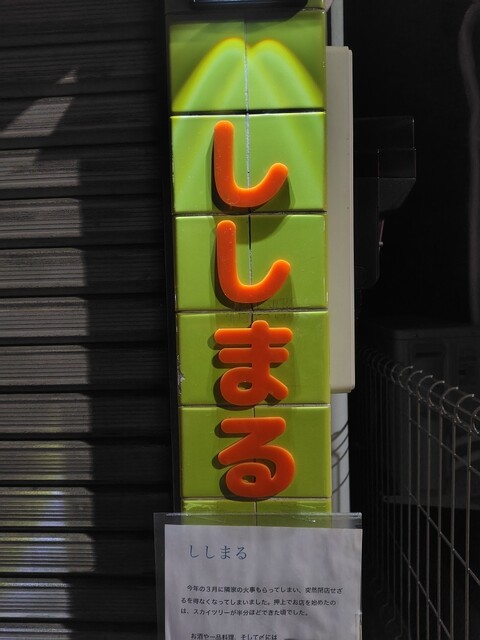 ししまる
ししまる
今年の3月に隣家の火事もらってしまい、突然閉店せざ
るを得なくなってしまいました。押上でお店を始めたの
は、スカイツリーが半分ほどできた頃でした。
お酒や一品料理、そして〆には